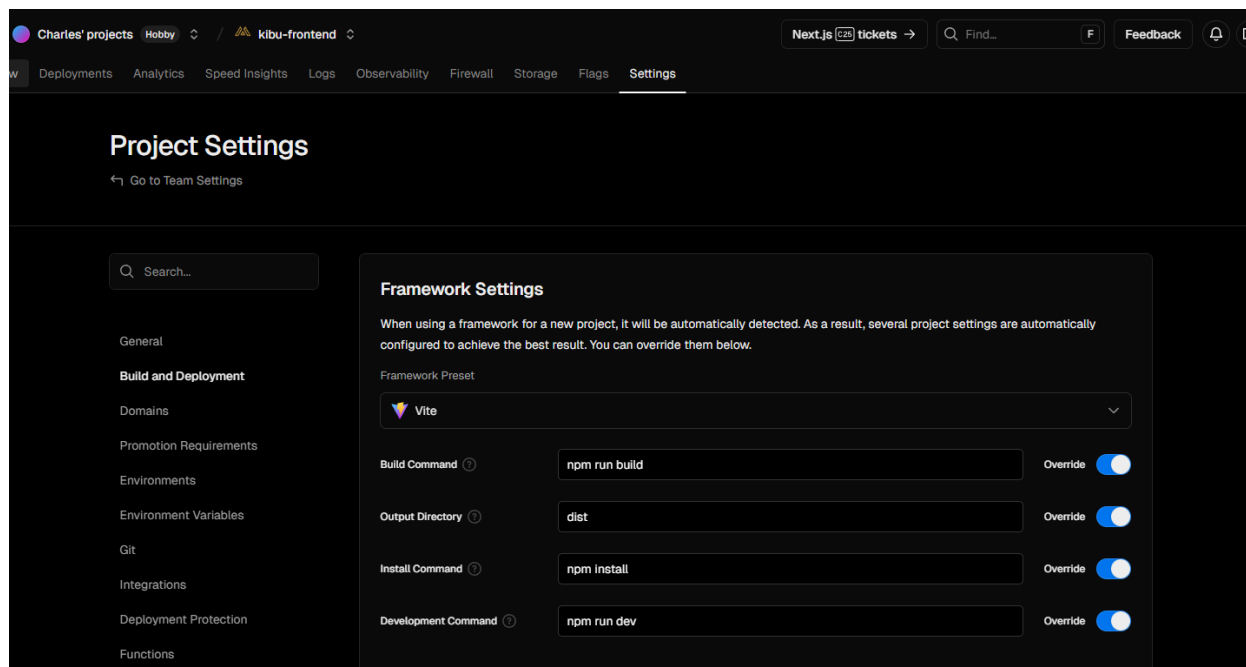 Charles' projects Hobby / kibu-frontend Next.js C25 tickets → Find... F Feedback
w Deployments Analytics Speed Insights Logs Observability Firewall Storage Flags Settings
Project Settings
Go to Team Settings
Search...
General
Build and Deployment
Domains
Promotion Requirements
Environments
Environment Variables
Git
Integrations
Deployment Protection
Functions
Framework Settings
When using a framework for a new project, it will be automatically detected. As a result, several project settings are automatically
configured to achieve the best result. You can override them below.
Framework Preset
Vite
Build Command ? npm run build Override
Output Directory ? dist Override
Install Command ? npm install Override
Development Command ? npm run dev Override